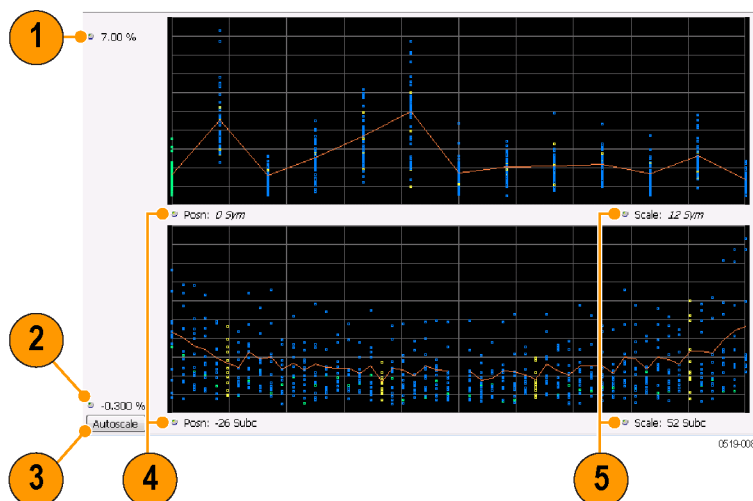 1
7.00 %
Posn: 0 Sym
Scale: 12 Sym
2
-0.300 %
Autoscale
Posn: -26 Subc
Scale: 52 Subc
0519-008
3
4
5